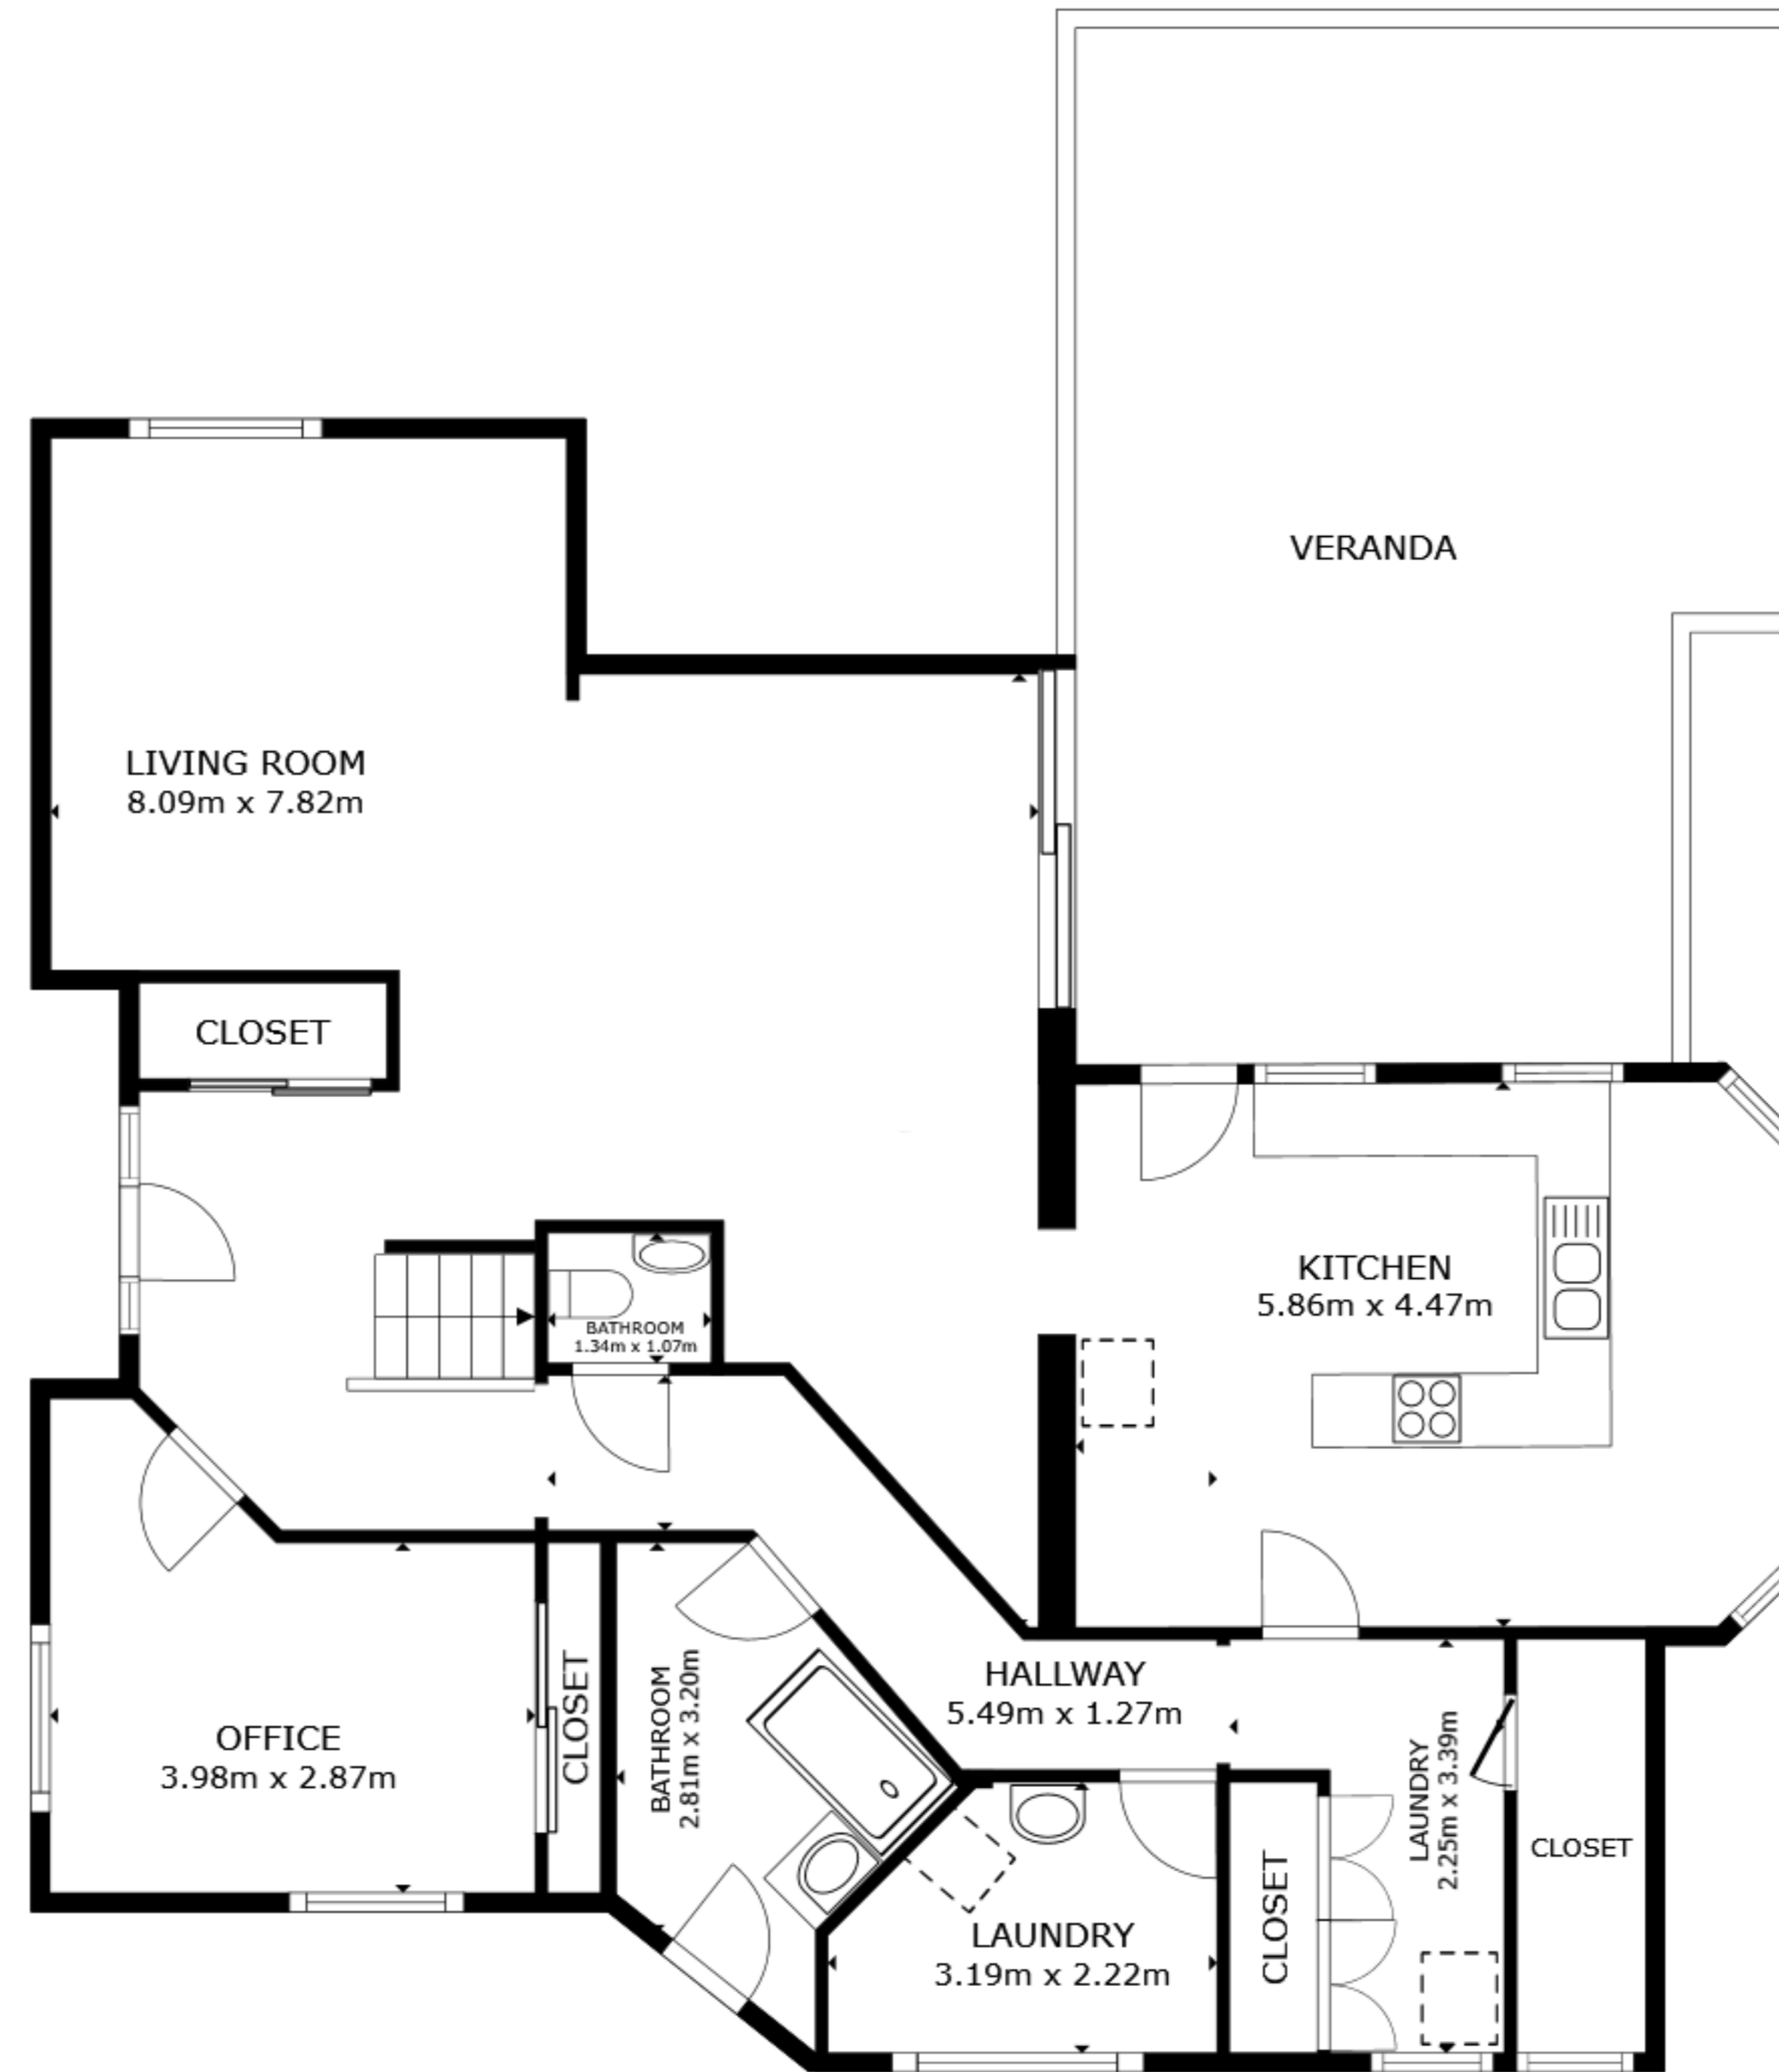 VERANDA
LIVING ROOM
8.09m x 7.82m
CLOSET
KITCHEN
5.86m x 4.47m
BATHROOM
1.34m x 1.07m
HALLWAY
5.49m x 1.27m
OFFICE
3.98m x 2.87m
CLOSET
BATHROOM
2.81m x 3.20m
LAUNDRY
2.25m x 3.39m
CLOSET
CLOSET
LAUNDRY
3.19m x 2.22m